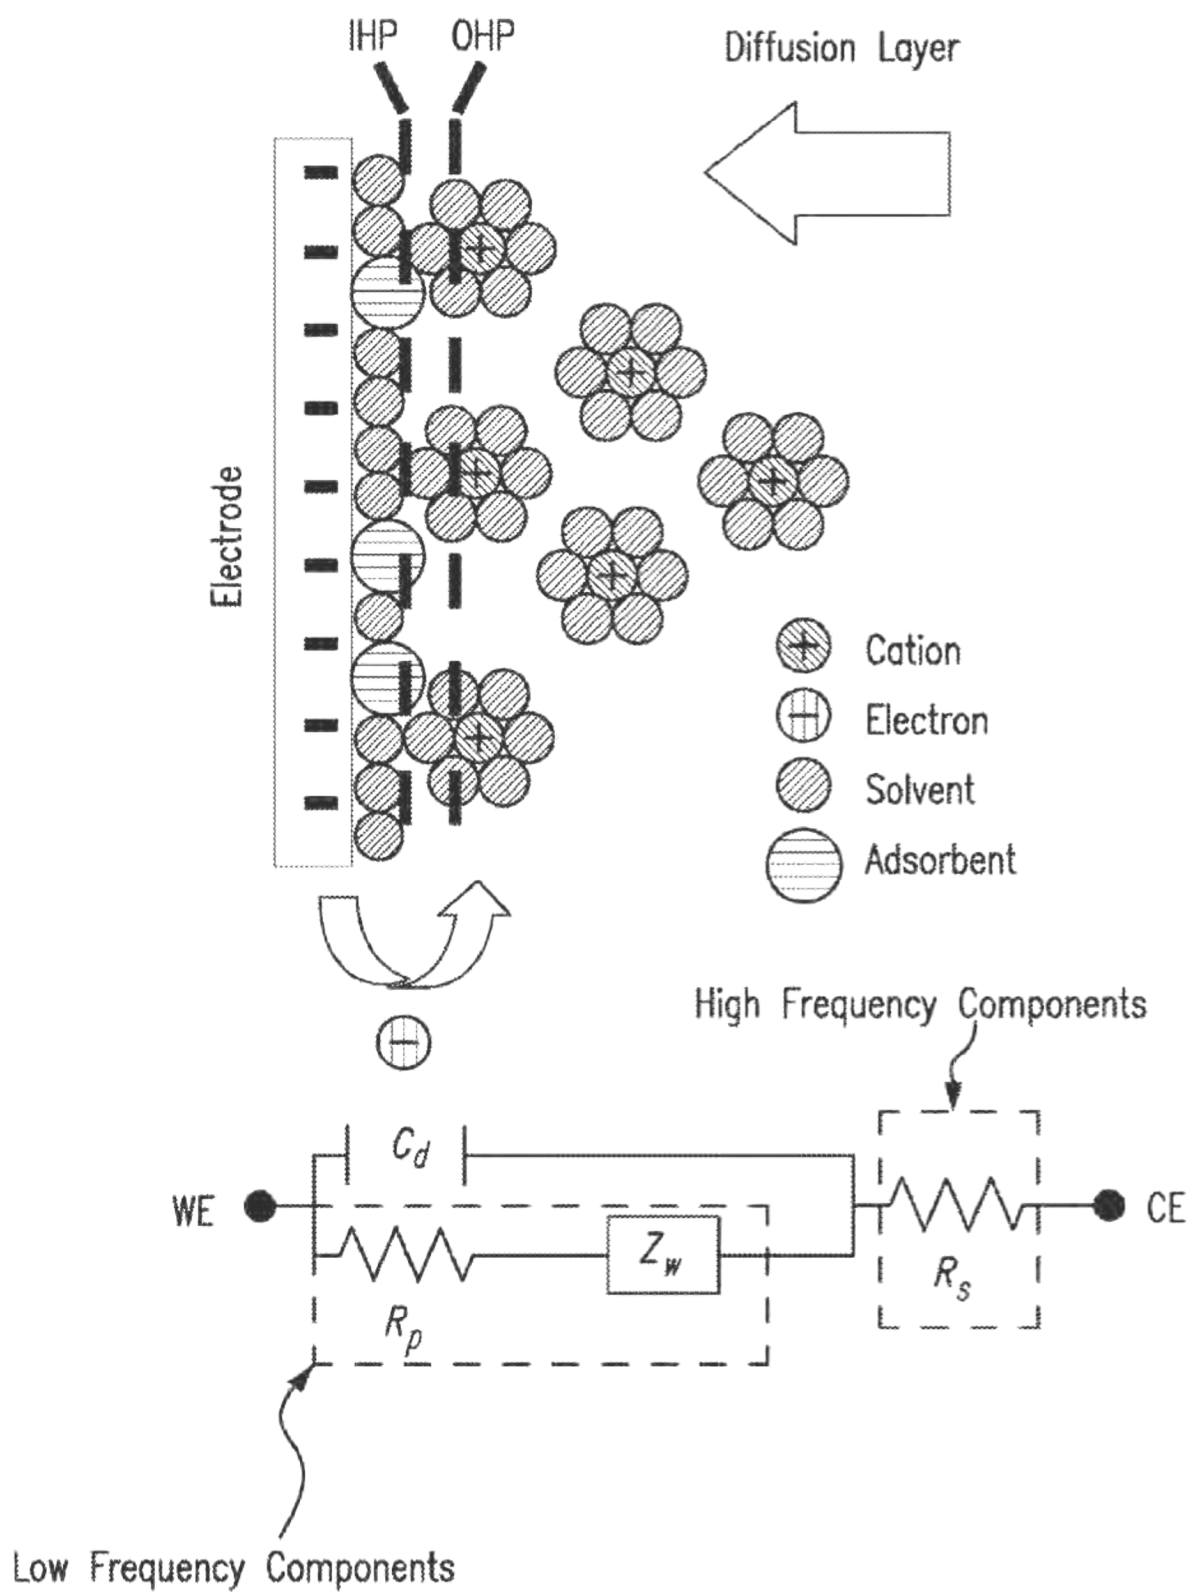 IHP
OHP
Diffusion Layer
Electrode
Cation
Electron
Solvent
Adsorbent
High Frequency Components
Cd
WE
CE
Zw
Rs
Rp
Low Frequency Components